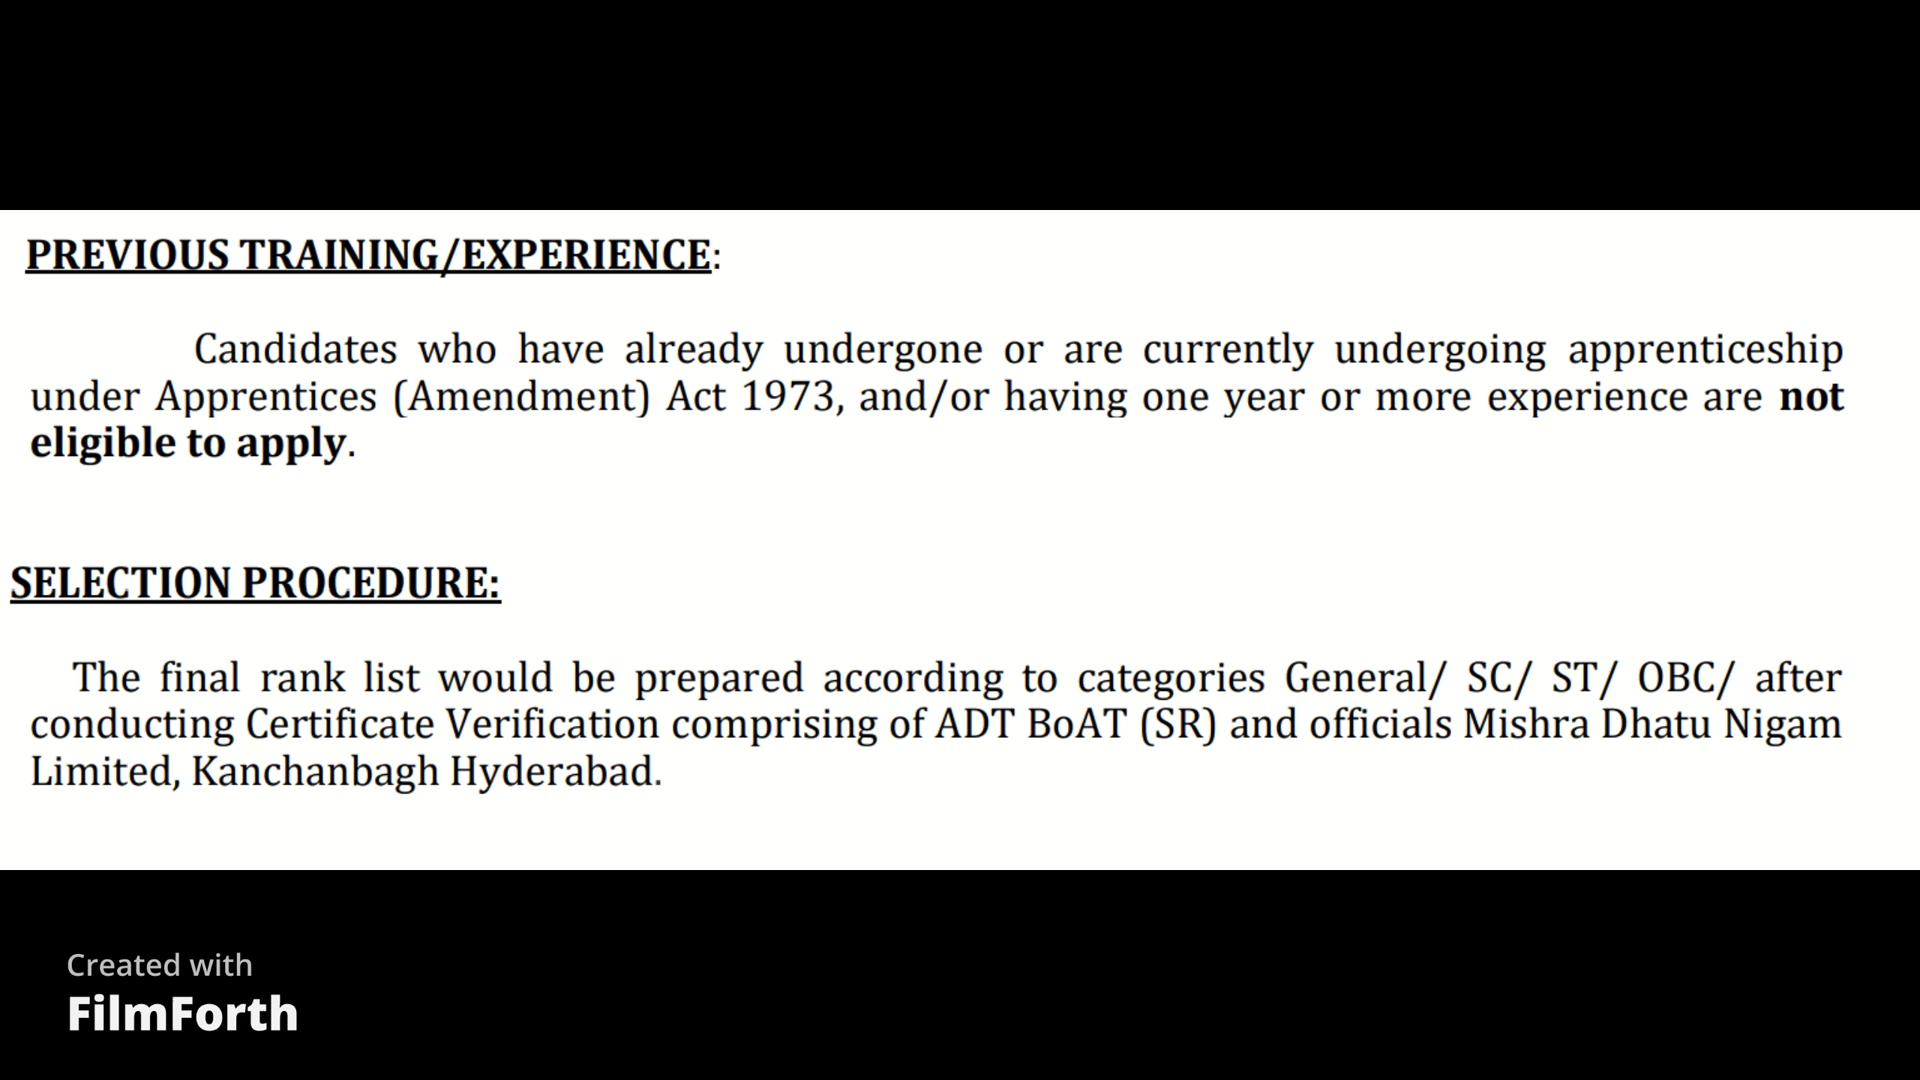 PREVIOUS TRAINING/EXPERIENCE:
Candidates who have already undergone or are currently undergoing apprenticeship
under Apprentices (Amendment) Act 1973, and/or having one year or more experience are not
eligible to apply.
SELECTION PROCEDURE:
The final rank list would be prepared according to categories General/ SC/ ST/ OBC/ after
conducting Certificate Verification comprising of ADT BoAT (SR) and officials Mishra Dhatu Nigam
Limited, Kanchanbagh Hyderabad.
Created with
FilmForth